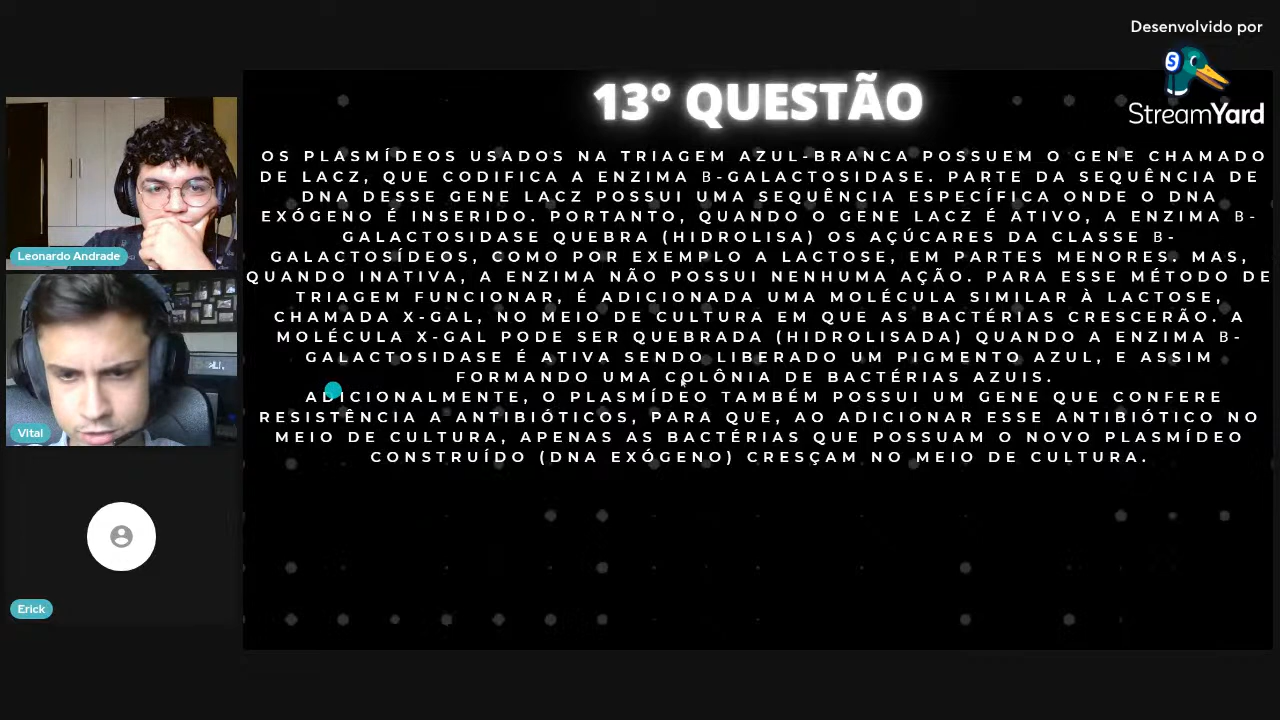 Desenvolvido por
StreamYard
13º QUESTÃO
OS PLASMÍDEOS USADOS NA TRIAGEM AZUL-BRANCA POSSUEM O GENE CHAMADO
DE LACZ, QUE CODIFICA A ENZIMA Β-GALACTOSIDASE. PARTE DA SEQUÊNCIA DE
DNA DESSE GENE LACZ POSSUI UMA SEQUÊNCIA ESPECÍFICA ONDE O DNA
EXÓGENO É INSERIDO. PORTANTO, QUANDO O GENE LACZ É ATIVO, A ENZIMA Β-
GALACTOSIDASE QUEBRA (HIDROLISA) OS AÇÚCARES DA CLASSE Β-
GALACTOSÍDEOS, COMO POR EXEMPLO A LACTOSE, EM PARTES MENORES. MAS,
QUANDO INATIVA, A ENZIMA NÃO POSSUI NENHUMA AÇÃO. PARA ESSE MÉTODO DE
TRIAGEM FUNCIONAR, É ADICIONADA UMA MOLÉCULA SIMILAR À LACTOSE,
CHAMADA X-GAL, NO MEIO DE CULTURA EM QUE AS BACTÉRIAS CRESCERÃO. A
MOLÉCULA X-GAL PODE SER QUEBRADA (HIDROLISADA) QUANDO A ENZIMA Β-
GALACTOSIDASE É ATIVA SENDO LIBERADO UM PIGMENTO AZUL, E ASSIM
FORMANDO UMA COLÔNIA DE BACTÉRIAS AZUIS.
ADICIONALMENTE, O PLASMÍDEO TAMBÉM POSSUI UM GENE QUE CONFERE
RESISTÊNCIA A ANTIBIÓTICOS, PARA QUE, AO ADICIONAR ESSE ANTIBIÓTICO NO
MEIO DE CULTURA, APENAS AS BACTÉRIAS QUE POSSUAM O NOVO PLASMÍDEO
CONSTRUÍDO (DNA EXÓGENO) CRESÇAM NO MEIO DE CULTURA.
Leonardo Andrade
Vital
Erick